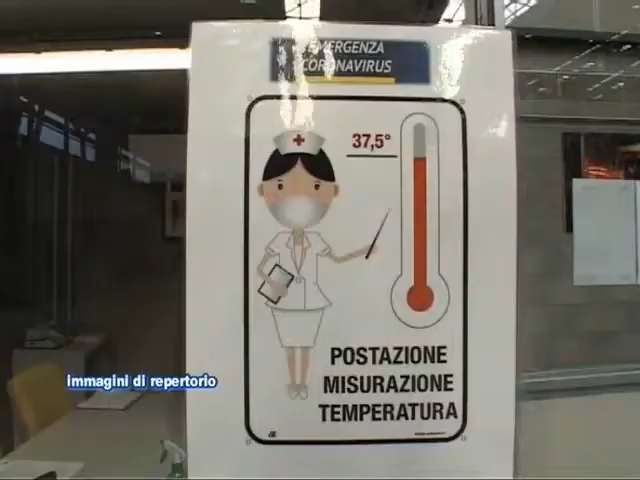 EMERGENZA
CORONAVIRUS
37,5°
POSTAZIONE
MISURAZIONE
TEMPERATURA
immagini di repertorio